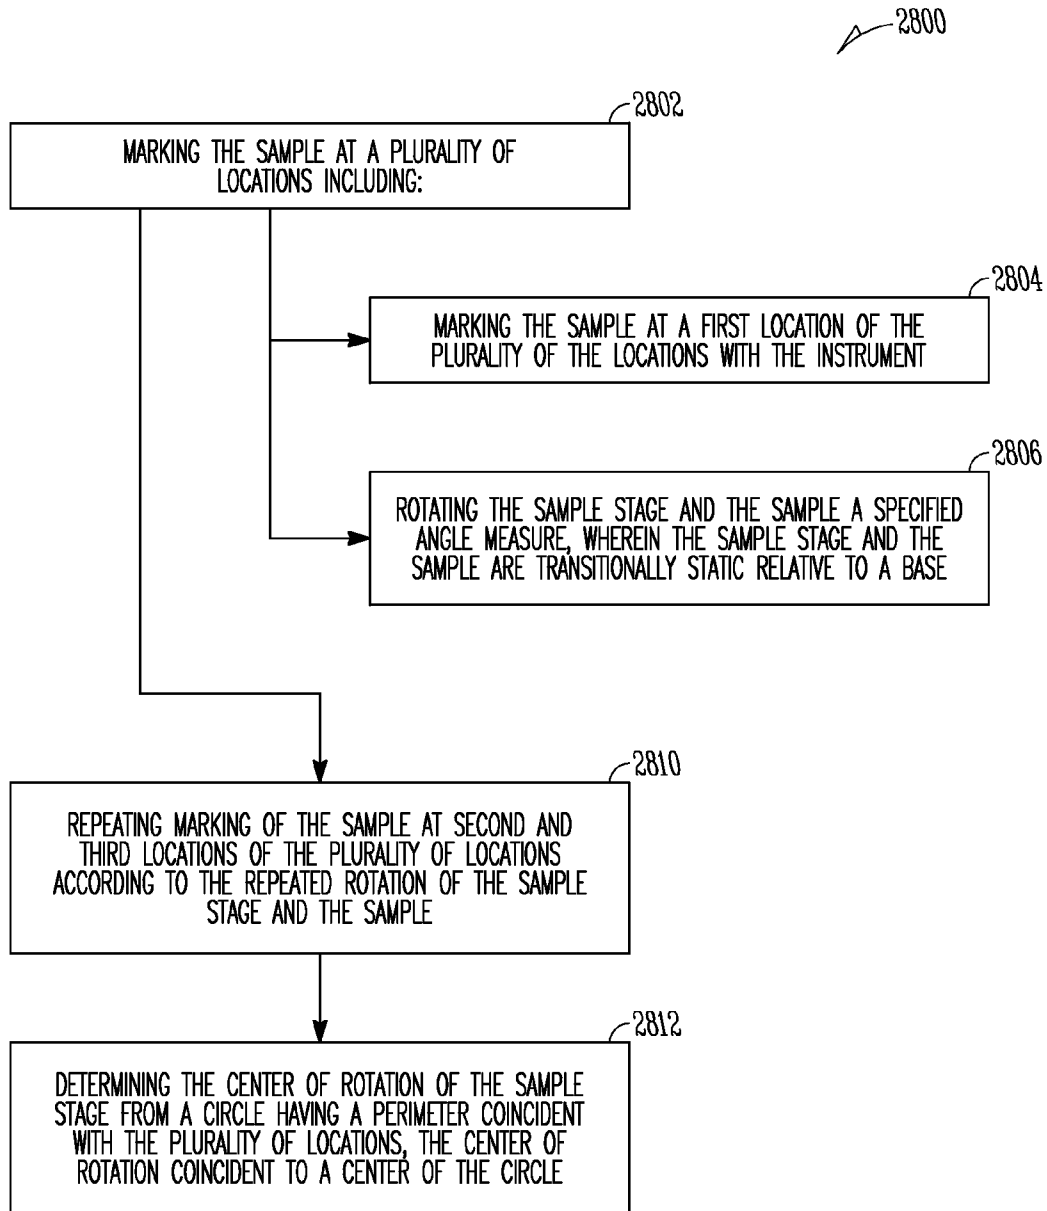 2800
2802
MARKING THE SAMPLE AT A PLURALITY OF
LOCATIONS INCLUDING:
2804
MARKING THE SAMPLE AT A FIRST LOCATION OF THE
PLURALITY OF THE LOCATIONS WITH THE INSTRUMENT
2806
ROTATING THE SAMPLE STAGE AND THE SAMPLE A SPECIFIED
ANGLE MEASURE, WHEREIN THE SAMPLE STAGE AND THE
SAMPLE ARE TRANSITIONALLY STATIC RELATIVE TO A BASE
2810
REPEATING MARKING OF THE SAMPLE AT SECOND AND
THIRD LOCATIONS OF THE PLURALITY OF LOCATIONS
ACCORDING TO THE REPEATED ROTATION OF THE SAMPLE
STAGE AND THE SAMPLE
2812
DETERMINING THE CENTER OF ROTATION OF THE SAMPLE
STAGE FROM A CIRCLE HAVING A PERIMETER COINCIDENT
WITH THE PLURALITY OF LOCATIONS, THE CENTER OF
ROTATION COINCIDENT TO A CENTER OF THE CIRCLE